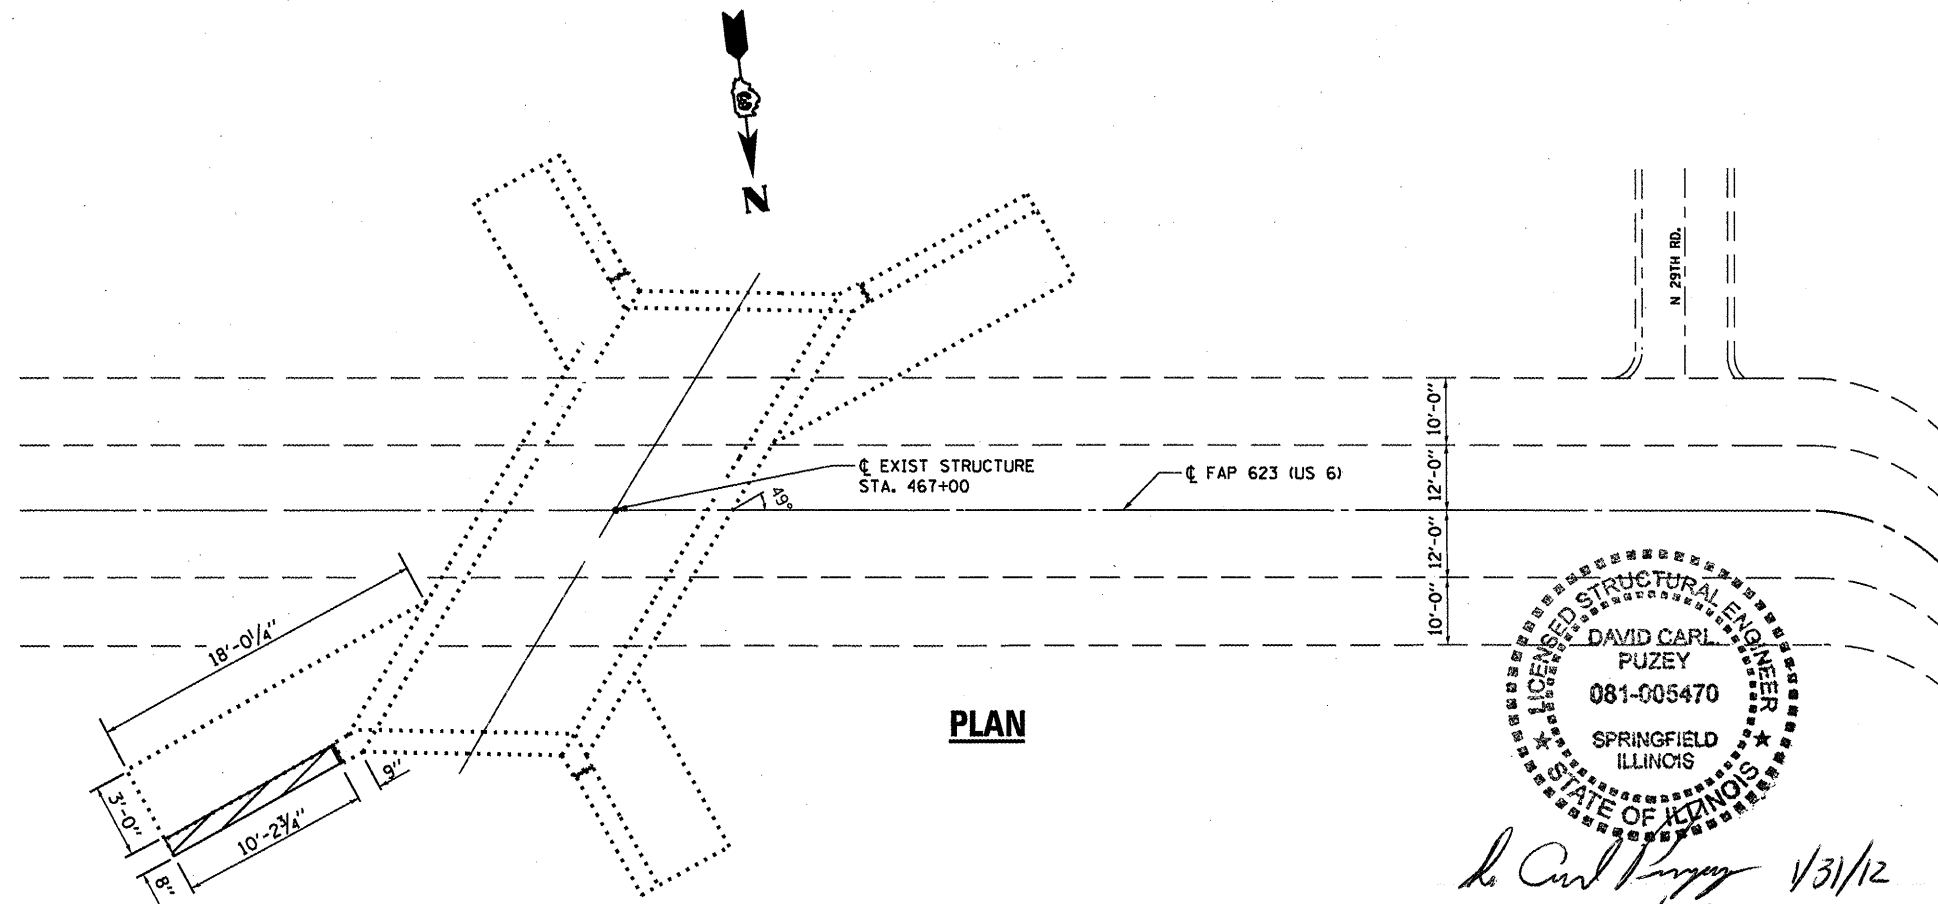 N
N 29TH RD.
10'-0"
12'-0"
12'-0"
10'-0"
℄ EXIST STRUCTURE
STA. 467+00
℄ FAP 623 (US 6)
49°
18'-0¼"
3'-0"
8"
10'-2¾"
9"
PLAN
LICENSED STRUCTURAL ENGINEER
DAVID CARL
PUZEY
081-005470
SPRINGFIELD
ILLINOIS
STATE OF ILLINOIS
1/31/12